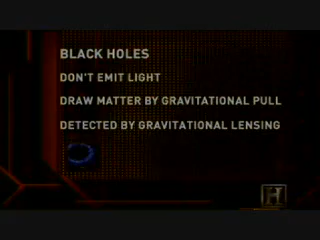 BLACK HOLES
DON'T EMIT LIGHT
DRAW MATTER BY GRAVITATIONAL PULL
DETECTED BY GRAVITATIONAL LENSING
H